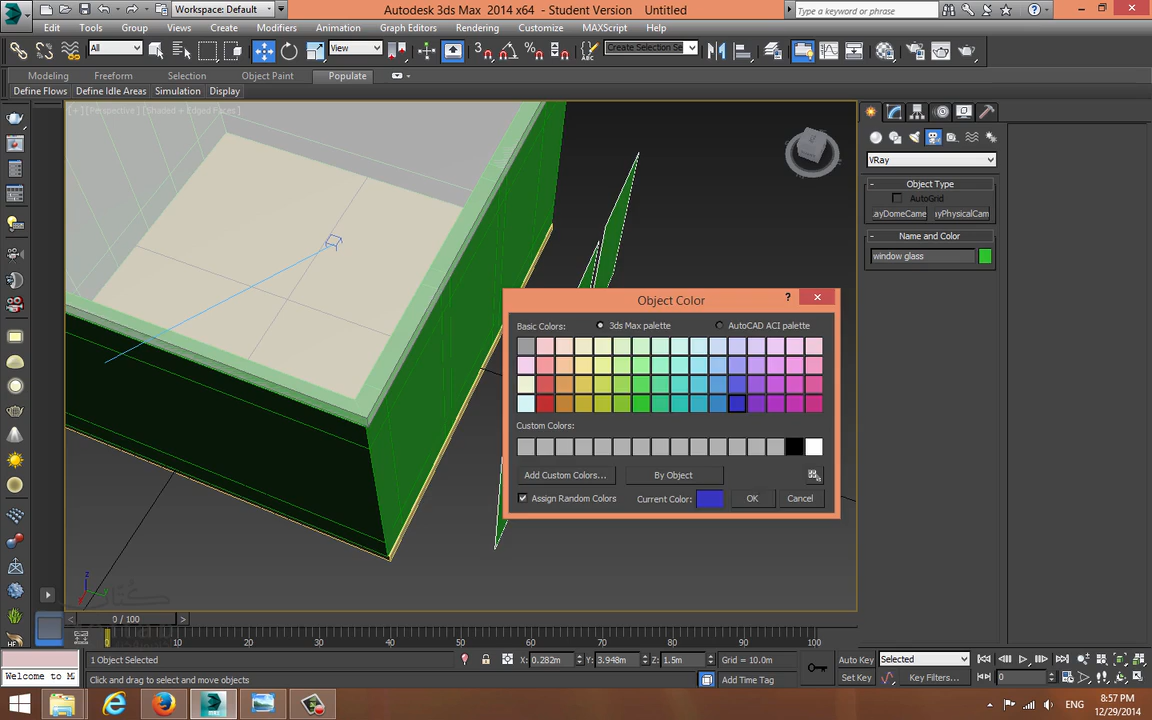 Workspace: Default
Autodesk 3ds Max 2014 x64 - Student Version Untitled
Type a keyword or phrase
Edit Tools Group Views Create Modifiers Animation Graph Editors Rendering Customize MAXScript Help
All View Create Selection Se
Modeling Freeform Selection Object Paint Populate
Define Flows Define Idle Areas Simulation Display
[+][Perspective][Shaded + Edged Faces]
VRay
- Object Type
AutoGrid
.ayDomeCame ıyPhysicalCam
- Name and Color
window glass
Object Color
? ×
Basic Colors: 3ds Max palette AutoCAD ACI palette
Custom Colors:
Add Custom Colors... By Object
Assign Random Colors Current Color: OK Cancel
z
x
< 0 / 100 >
0 10 20 30 40 50 60 70 80 90 100
1 Object Selected X: 0.282m Y: 3.948m Z: 1.5m Grid = 10.0m Auto Key Selected
Welcome to M Click and drag to select and move objects Add Time Tag Set Key Key Filters... 0
ENG 8:57 PM
12/29/2014